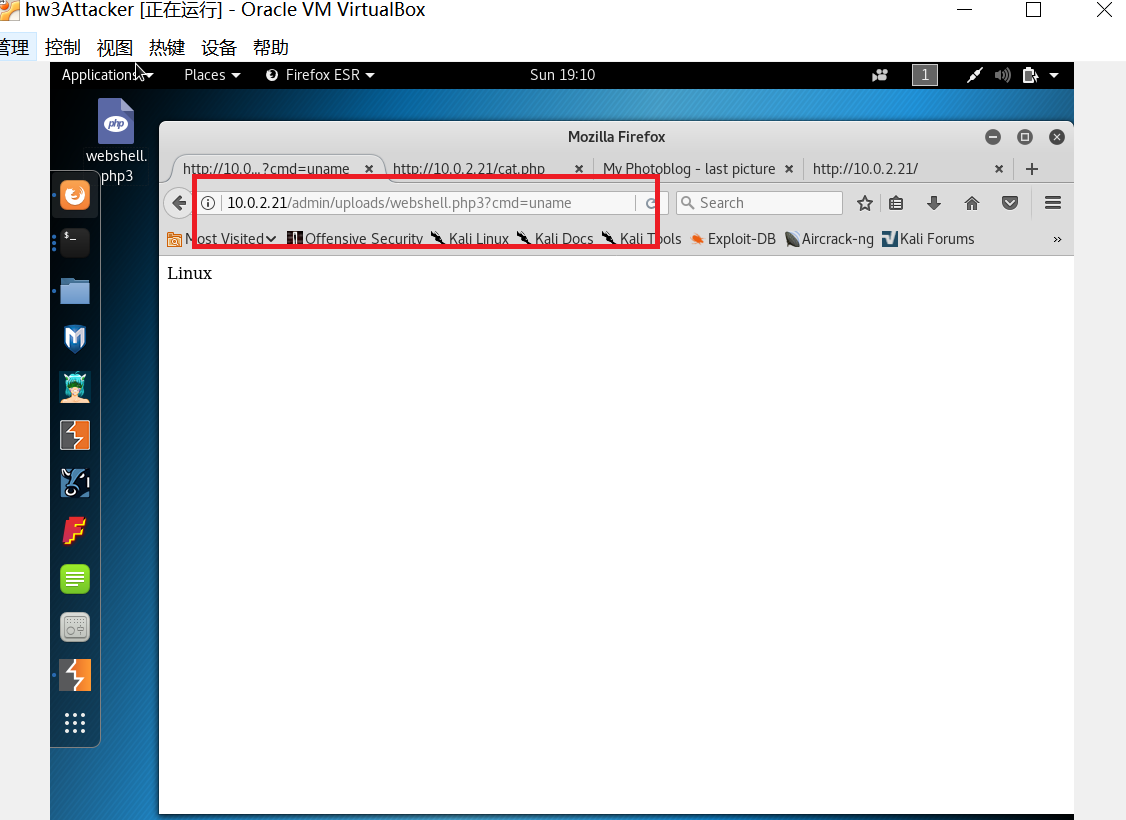 hw3Attacker [正在运行] - Oracle VM VirtualBox
管理 控制 视图 热键 设备 帮助
Applications Places Firefox ESR Sun 19:10 1
php
webshell.
php3
Mozilla Firefox
http://10.0...?cmd=uname http://10.0.2.21/cat.php My Photoblog - last picture http://10.0.2.21/
10.0.2.21/admin/uploads/webshell.php3?cmd=uname Search
Most Visited Offensive Security Kali Linux Kali Docs Kali Tools Exploit-DB Aircrack-ng Kali Forums »
Linux